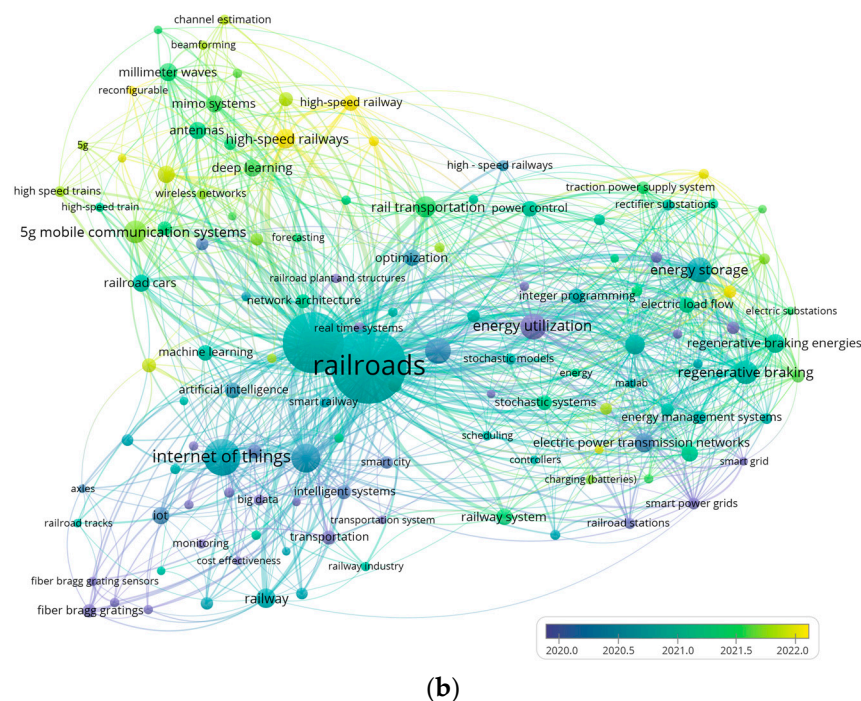 channel estimation
beamforming
millimeter waves
reconfigurable
mimo systems
high-speed railway
antennas
high-speed railways
5g
deep learning
high - speed railways
high speed trains
wireless networks
traction power supply system
high-speed train
rail transportation
power control
rectifier substations
5g mobile communication systems
forecasting
optimization
energy storage
railroad cars
railroad plant and structures
network architecture
integer programming
electric load flow
electric substations
real time systems
energy utilization
regenerative braking energies
machine learning
stochastic models
railroads
energy
regenerative braking
artificial intelligence
matlab
smart railway
stochastic systems
energy management systems
scheduling
electric power transmission networks
internet of things
smart city
controllers
smart grid
axles
big data
intelligent systems
charging (batteries)
smart power grids
iot
railroad tracks
transportation system
railway system
railroad stations
monitoring
transportation
cost effectiveness
railway industry
fiber bragg grating sensors
fiber bragg gratings
railway
2020.0 2020.5 2021.0 2021.5 2022.0
(b)